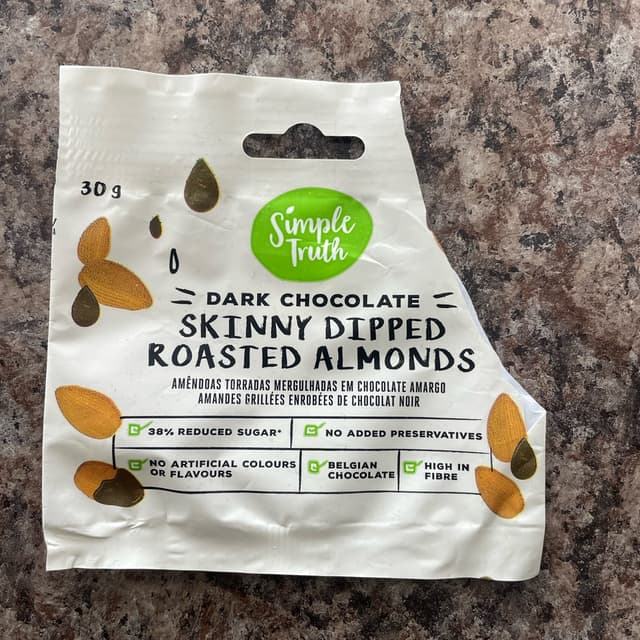 30 g
Simple
Truth
DARK CHOCOLATE
SKINNY DIPPED
ROASTED ALMONDS
AMÊNDOAS TORRADAS MERGULHADAS EM CHOCOLATE AMARGO
AMANDES GRILLÉES ENROBÉES DE CHOCOLAT NOIR
38% REDUCED SUGAR*
NO ADDED PRESERVATIVES
NO ARTIFICIAL COLOURS
OR FLAVOURS
BELGIAN
CHOCOLATE
HIGH IN
FIBRE